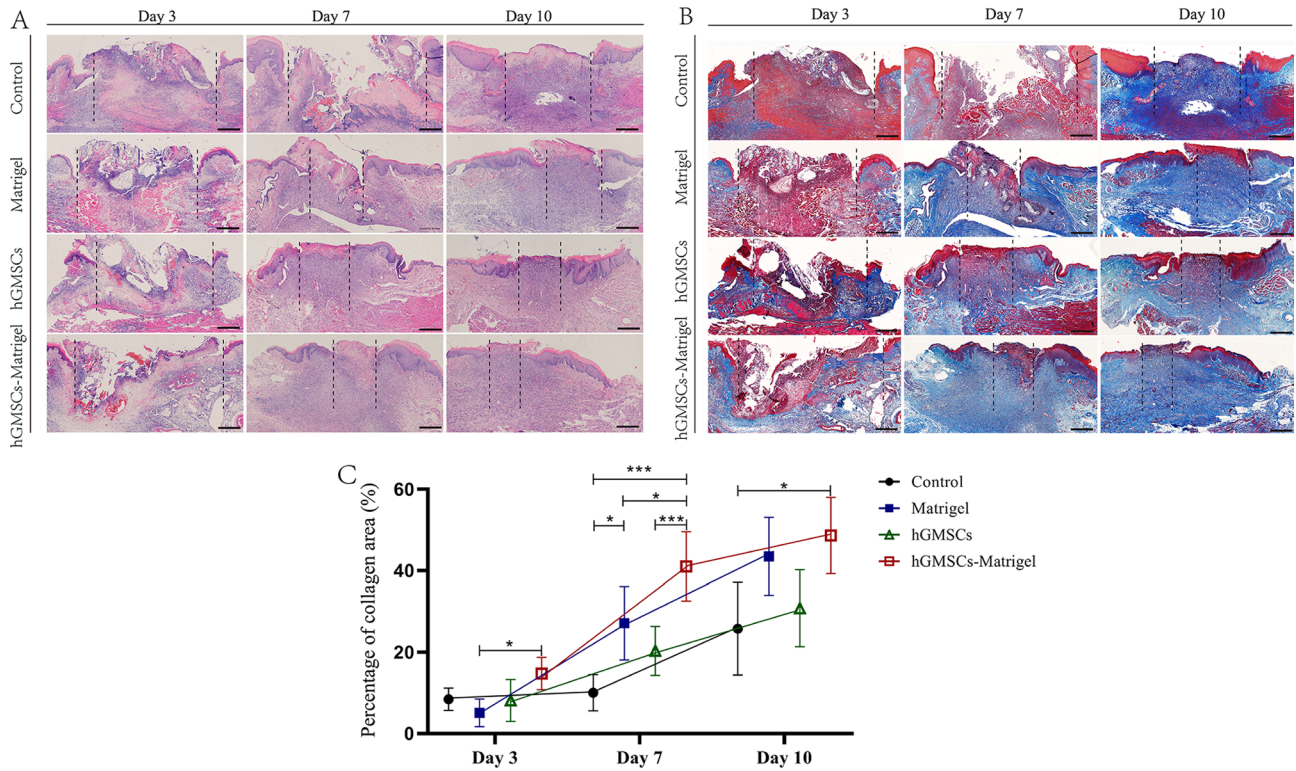 A
Day 3 Day 7 Day 10
Control
Matrigel
hGMSCs
hGMSCs-Matrigel
B
Day 3 Day 7 Day 10
Control
Matrigel
hGMSCs
hGMSCs-Matrigel
C
Percentage of collagen area (%)
60
40
20
0
***
*
* ***
*
*
Day 3 Day 7 Day 10
Control
Matrigel
hGMSCs
hGMSCs-Matrigel